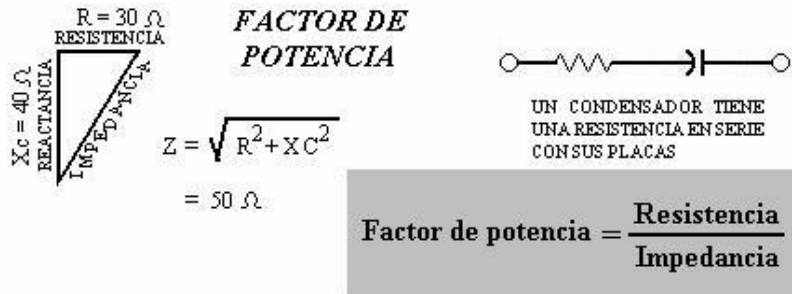 R = 30 Ω
RESISTENCIA
Xc = 40 Ω
REACTANCIA
IMPEDANCIA
FACTOR DE
POTENCIA
Z = √R²+XC²
= 50 Ω
UN CONDENSADOR TIENE
UNA RESISTENCIA EN SERIE
CON SUS PLACAS
Factor de potencia = Resistencia
Impedancia